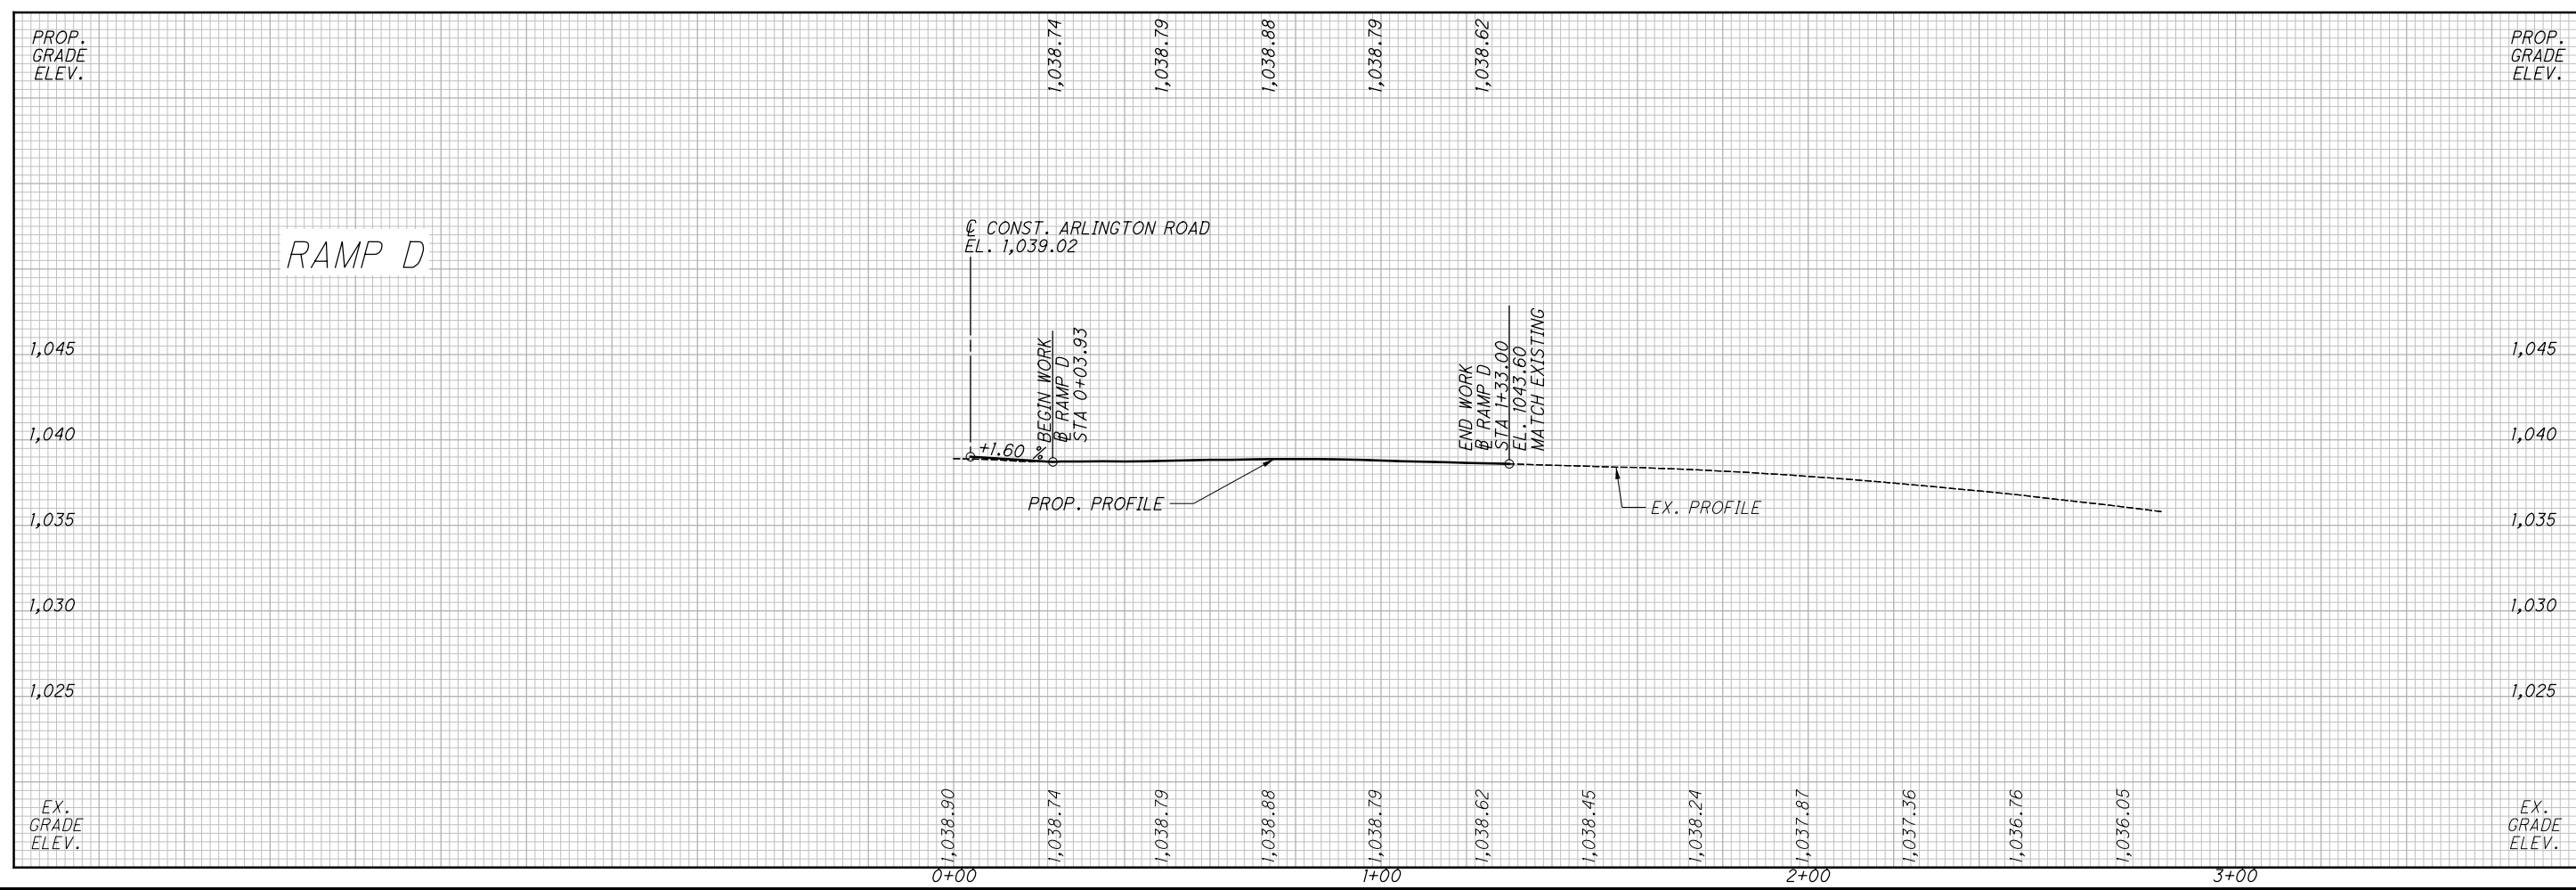 PROP.
GRADE
ELEV.
1,038.74
1,038.79
1,038.88
1,038.79
1,038.62
PROP.
GRADE
ELEV.
RAMP D
℄ CONST. ARLINGTON ROAD
EL. 1,039.02
1,045
1,040
1,035
1,030
1,025
+1.60 %
BEGIN WORK
B RAMP D
STA 0+03.93
END WORK
B RAMP D
STA 1+33.00
EL. 1043.60
MATCH EXISTING
PROP. PROFILE
EX. PROFILE
1,045
1,040
1,035
1,030
1,025
EX.
GRADE
ELEV.
1,038.90
1,038.74
1,038.79
1,038.88
1,038.79
1,038.62
1,038.45
1,038.24
1,037.87
1,037.36
1,036.76
1,036.05
EX.
GRADE
ELEV.
0+00
1+00
2+00
3+00